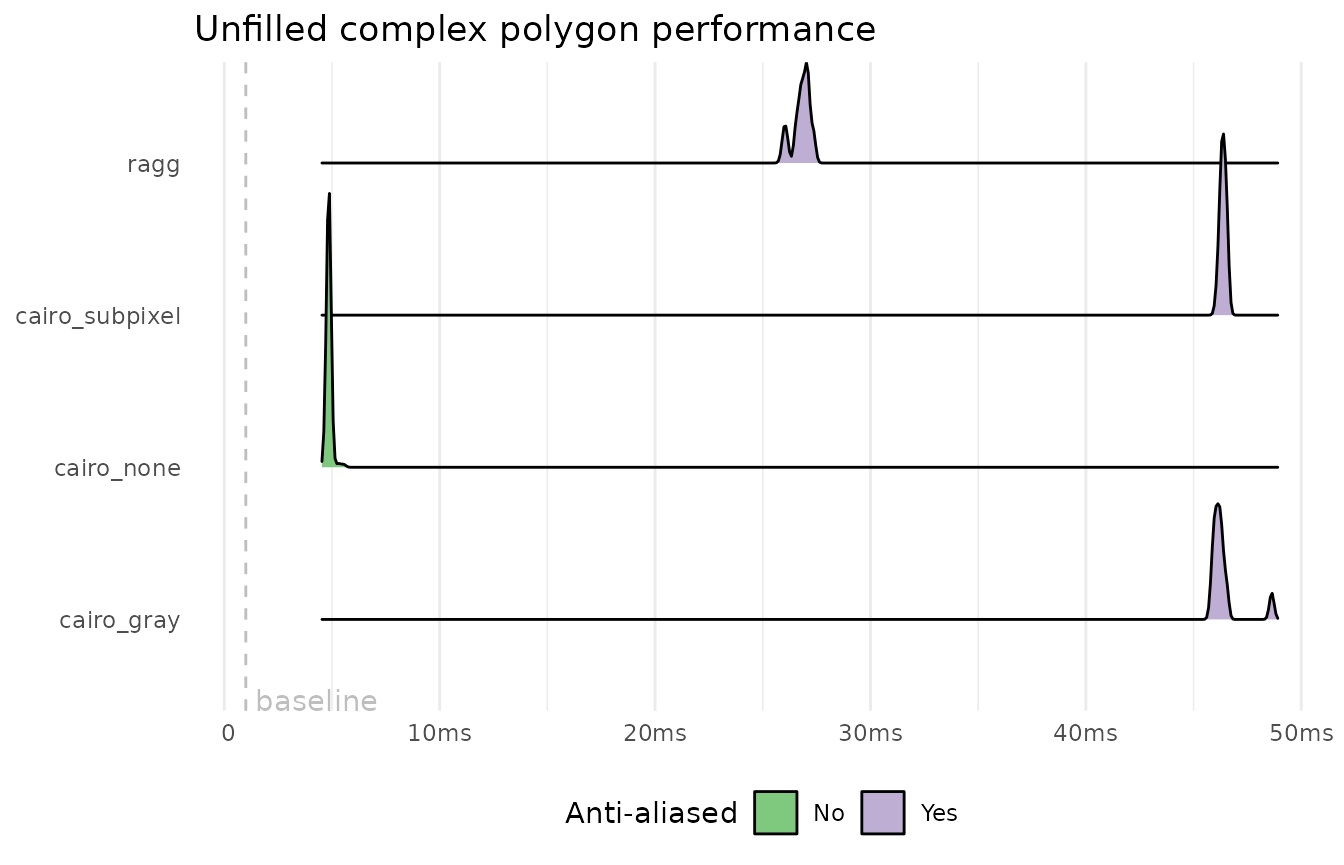 Unfilled complex polygon performance
ragg
cairo_subpixel
cairo_none
cairo_gray
baseline
0 10ms 20ms 30ms 40ms 50ms
Anti-aliased No Yes